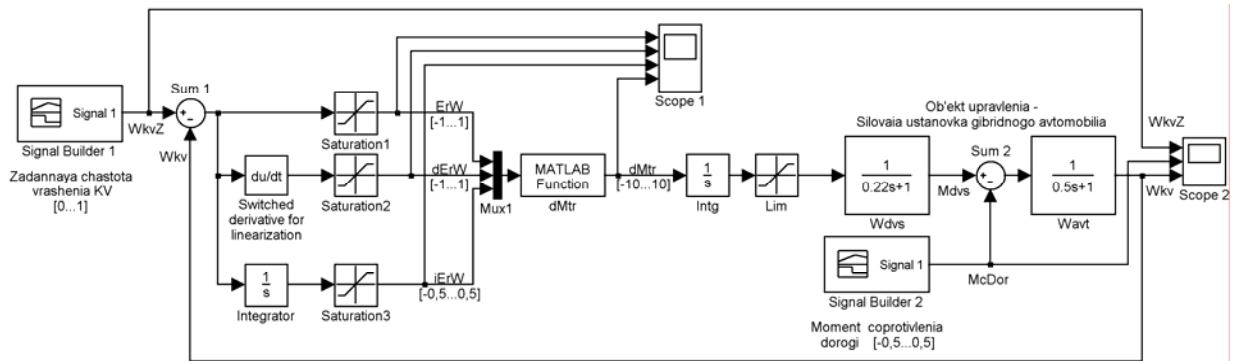 Signal 1
Signal Builder 1
Zadannaya chastota
vrashenia KV
[0...1]
WkvZ
Sum 1
+
-
Wkv
Saturation1
du/dt
Switched
derivative for
linearization
Saturation2
1
s
Integrator
Saturation3
ErW
[-1...1]
dErW
[-1...1]
iErW
[-0,5...0,5]
Mux1
MATLAB
Function
dMtr
Scope 1
dMtr
[-10...10]
1
s
Intg
Lim
Ob'ekt upravlenia -
Silovaia ustanovka gibridnogo avtomobilia
1
0.22s+1
Wdvs
Mdvs
Sum 2
+
-
1
0.5s+1
Wavt
WkvZ
Wkv
Scope 2
Signal 1
Signal Builder 2
McDor
Moment coprotivlenia
dorogi [-0,5...0,5]